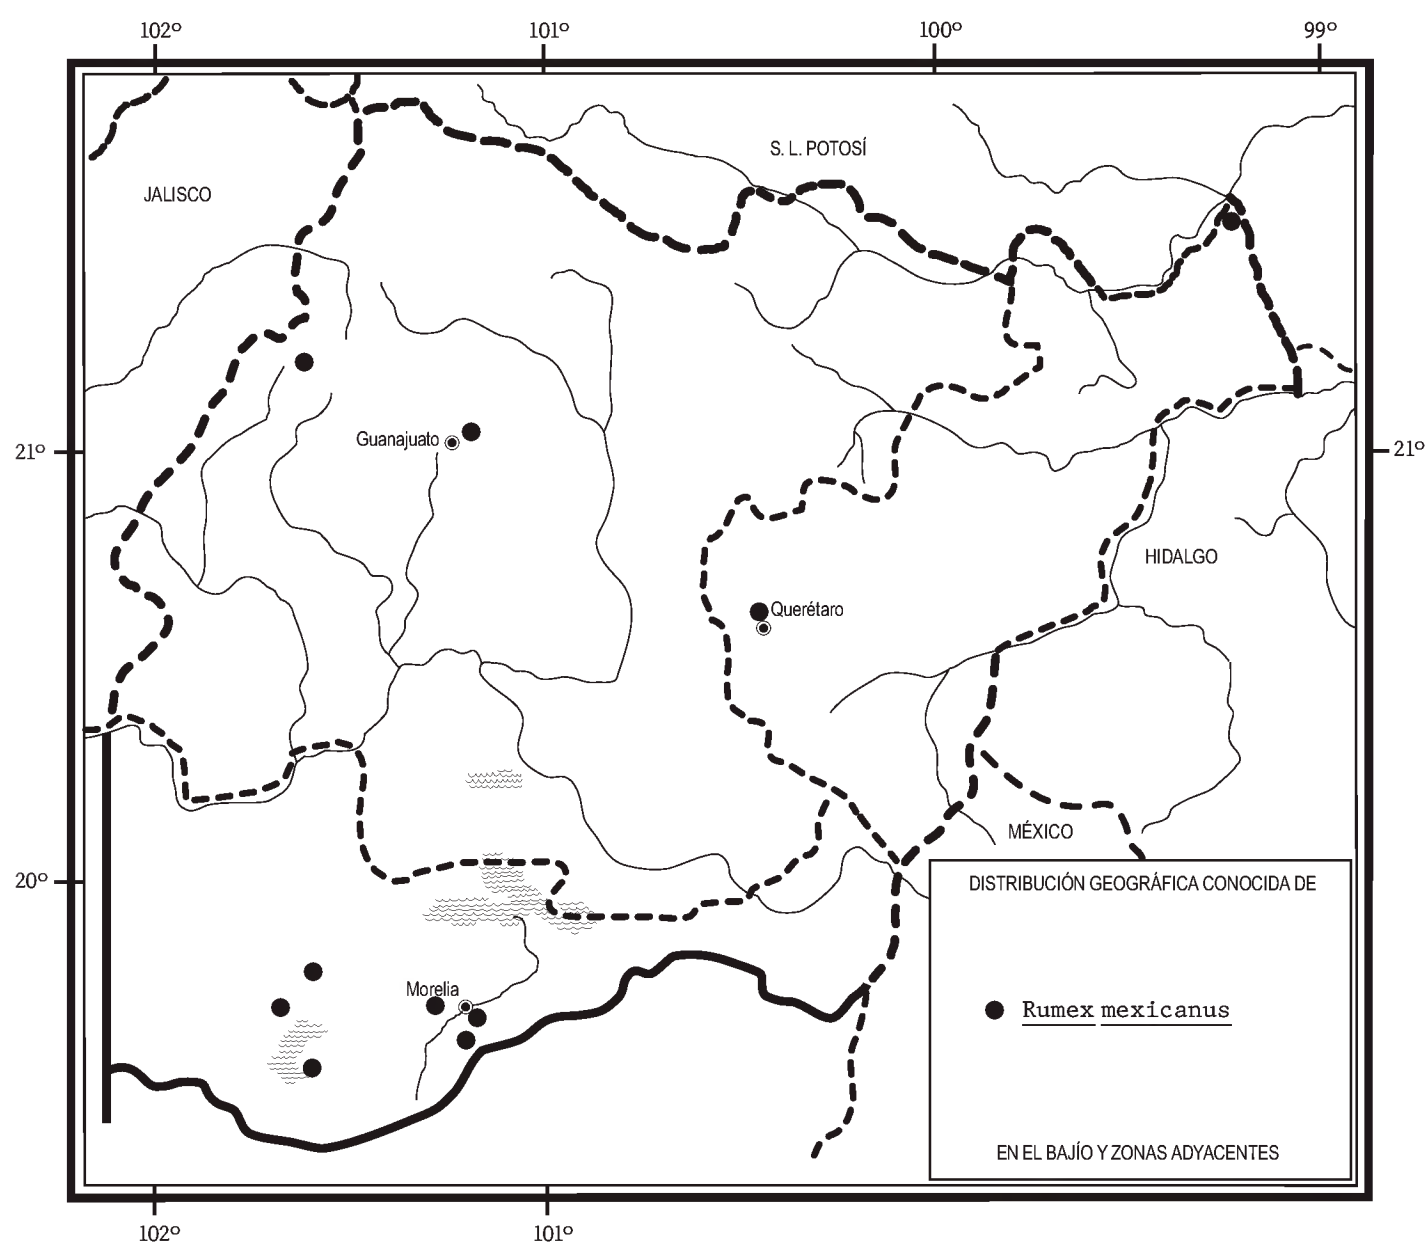 102º 101º 100º 99º
S. L. POTOSÍ
JALISCO
Guanajuato
21º 21º
HIDALGO
Querétaro
MÉXICO
20º
DISTRIBUCIÓN GEOGRÁFICA CONOCIDA DE
Morelia
Rumex mexicanus
EN EL BAJÍO Y ZONAS ADYACENTES
102º 101º